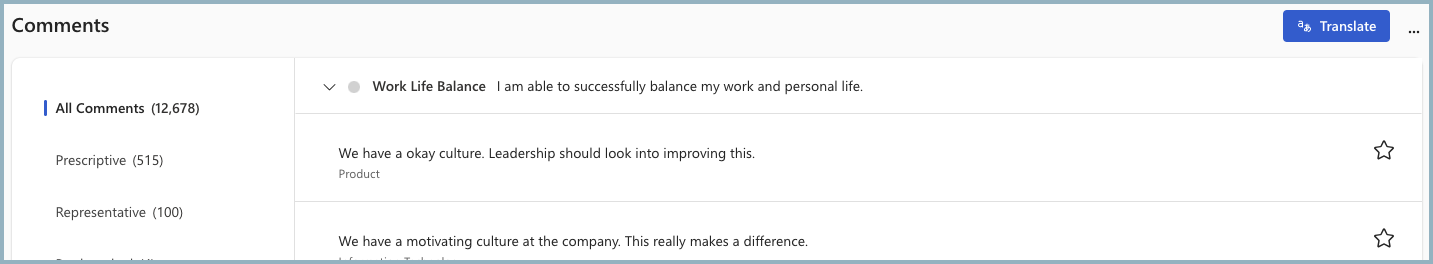 Comments
Translate
All Comments (12,678)
Prescriptive (515)
Representative (100)
Work Life Balance I am able to successfully balance my work and personal life.
We have a okay culture. Leadership should look into improving this.
Product
We have a motivating culture at the company. This really makes a difference.